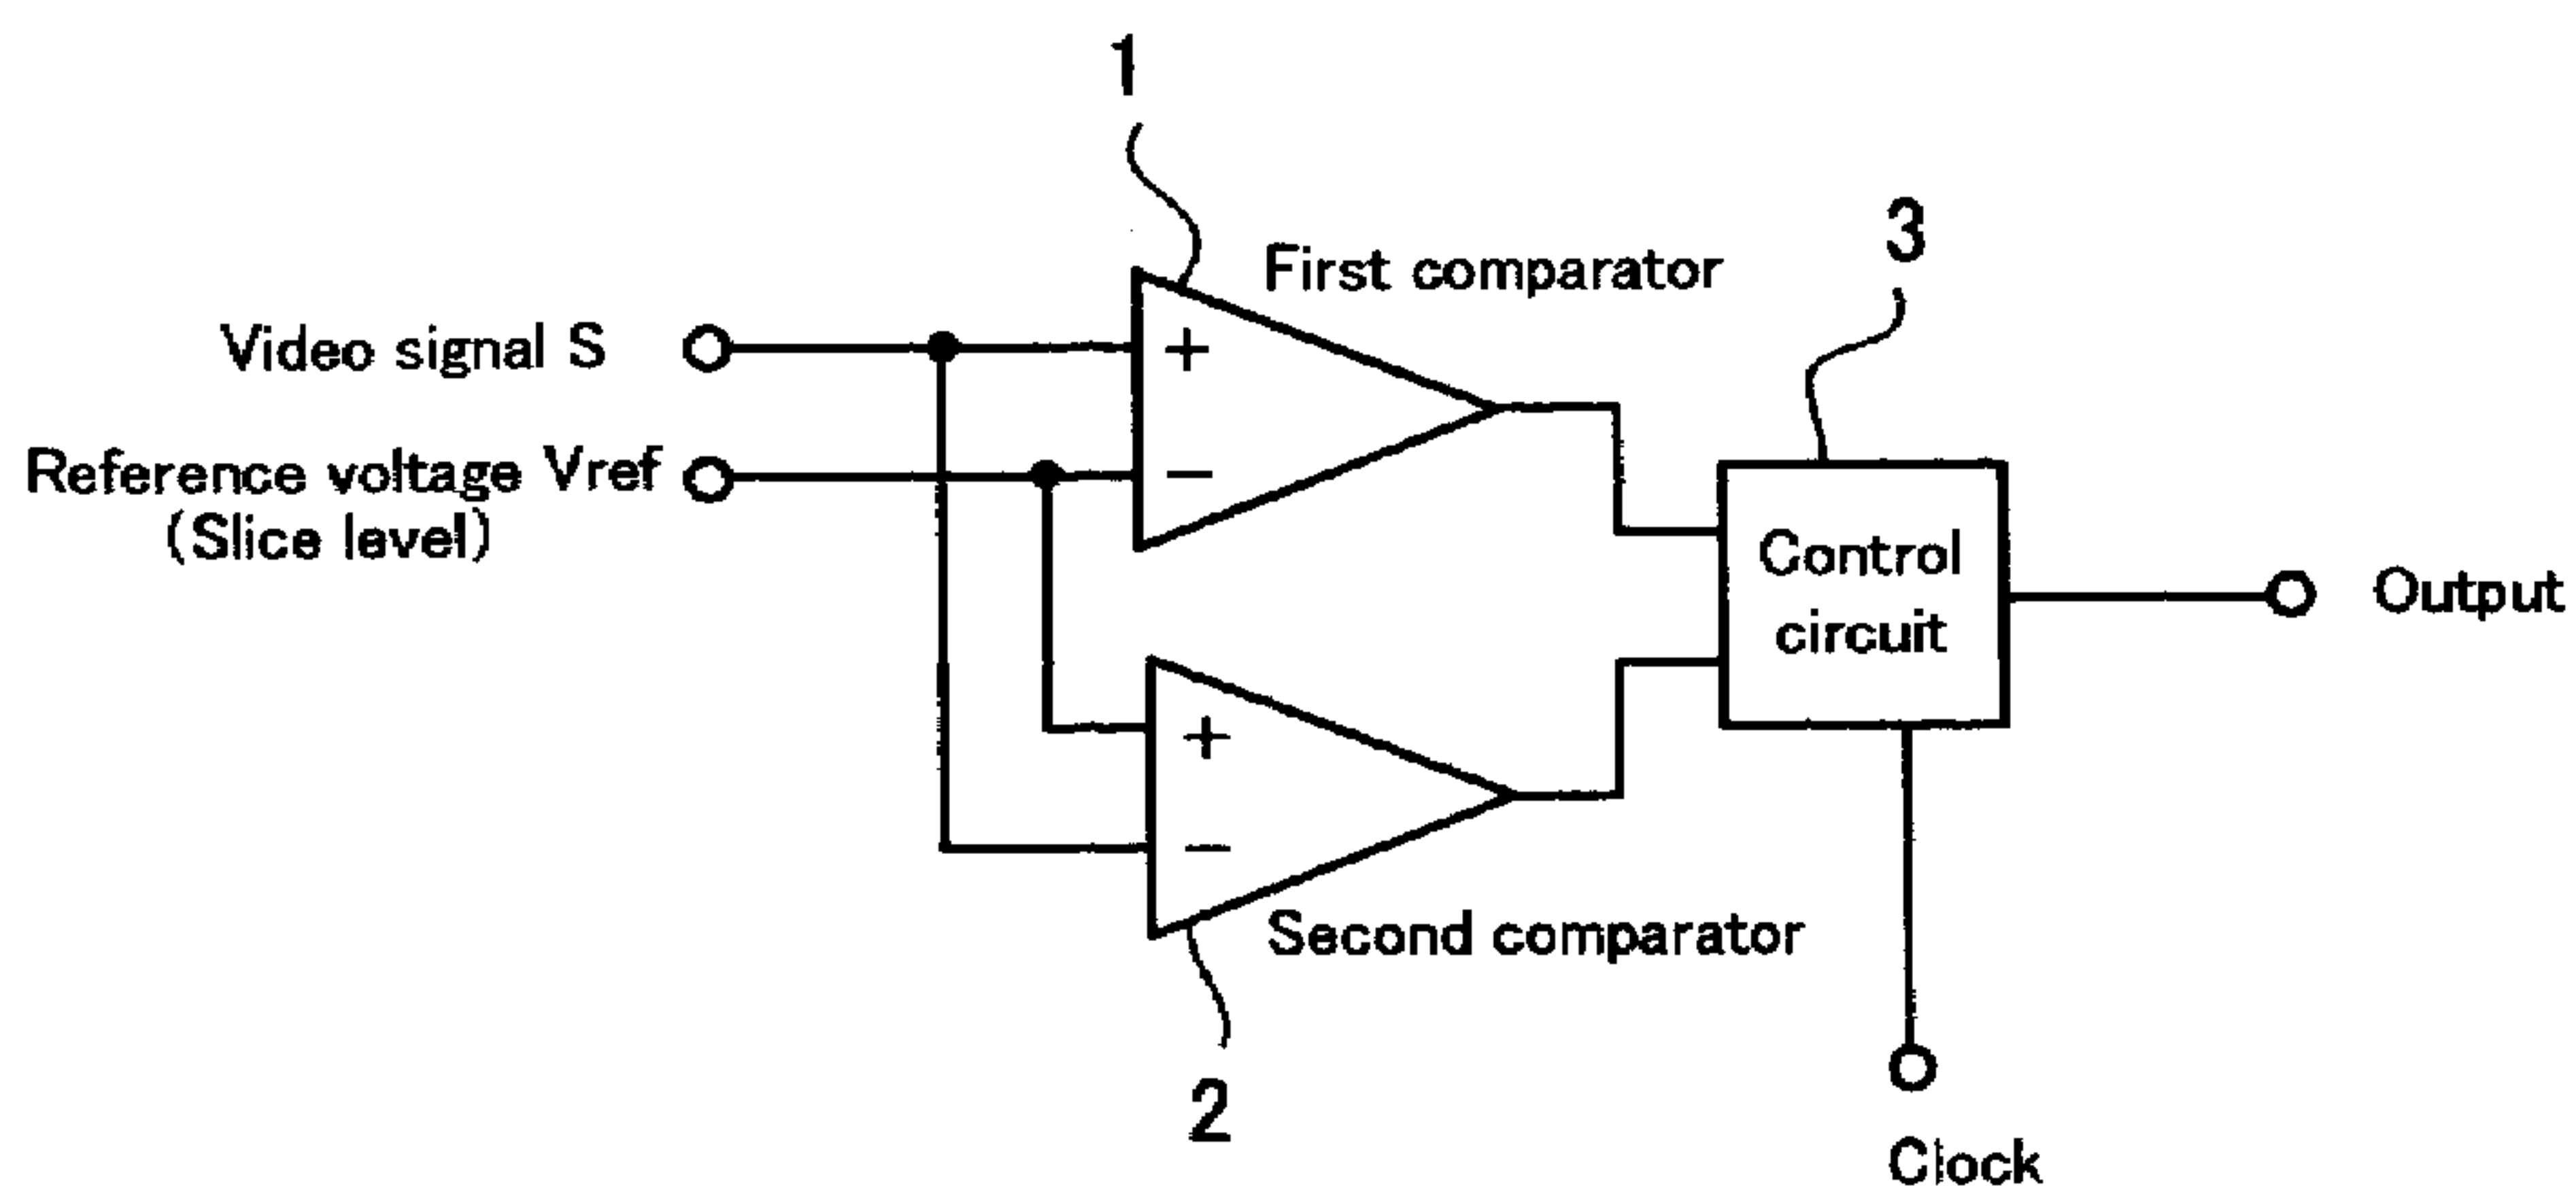 1
First comparator
3
Video signal S
+
Reference voltage Vref
(Slice level)
−
Control
circuit
Output
+
−
Second comparator
2
Clock